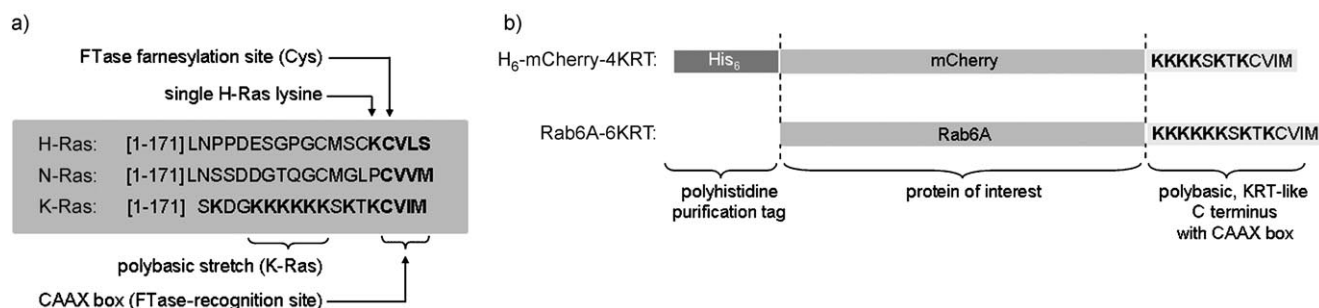 a)
FTase farnesylation site (Cys)
single H-Ras lysine
H-Ras: [1-171] LNPPDESGPGCMSCKCVLS
N-Ras: [1-171] LNSSDDGTQGCMGLPCVVM
K-Ras: [1-171] SKDGKKKKKKSKTKCVIM
polybasic stretch (K-Ras)
CAAX box (FTase-recognition site)
b)
H6-mCherry-4KRT: His6 mCherry KKKKSKTKCVIM
Rab6A-6KRT: Rab6A KKKKKKSKTKCVIM
polyhistidine
purification tag
protein of interest
polybasic, KRT-like
C terminus
with CAAX box